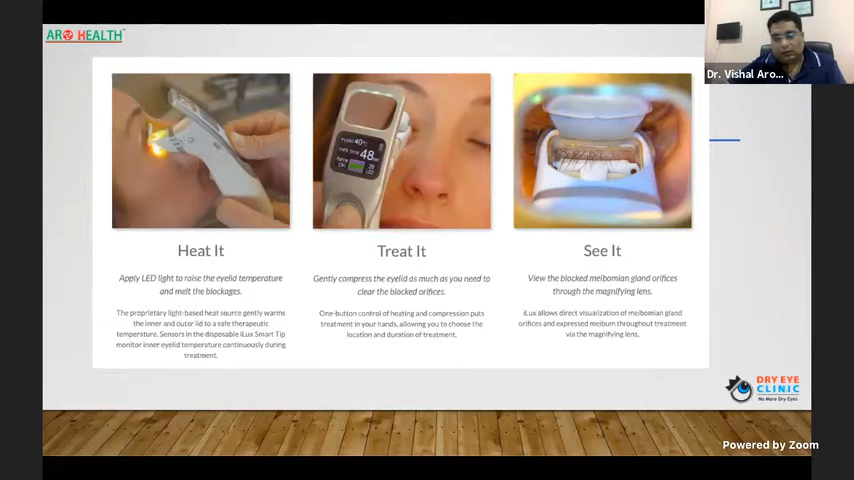 ARO HEALTH
Dr. Vishal Aro...
40°C
48
OK
LED
Heat It
Treat It
See It
Apply LED light to raise the eyelid temperature
and melt the blockages.
Gently compress the eyelid as much as you need to
clear the blocked orifices.
View the blocked meibomian gland orifices
through the magnifying lens.
The proprietary light-based heat source gently warms
the inner and outer lid to a safe therapeutic
temperature. Sensors in the disposable iLux Smart Tip
monitor inner eyelid temperature continuously during
treatment.
One-button control of heating and compression puts
treatment in your hands, allowing you to choose the
location and duration of treatment.
iLux allows direct visualization of meibomian gland
orifices and expressed meibum throughout treatment
via the magnifying lens.
DRY EYE
CLINIC
No More Dry Eyes
Powered by Zoom